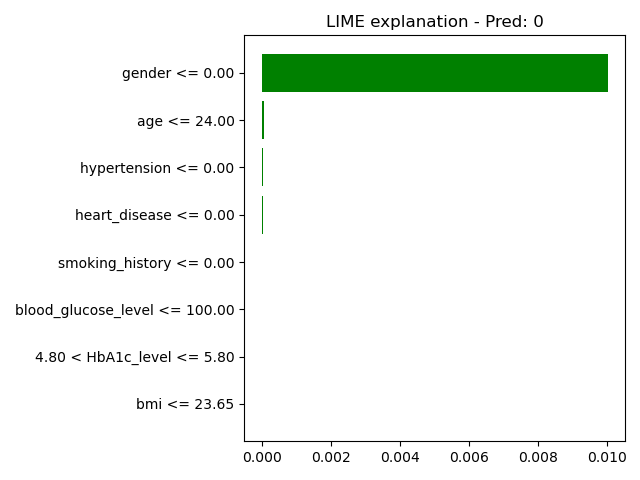 LIME explanation - Pred: 0
gender <= 0.00
age <= 24.00
hypertension <= 0.00
heart_disease <= 0.00
smoking_history <= 0.00
blood_glucose_level <= 100.00
4.80 < HbA1c_level <= 5.80
bmi <= 23.65
0.000 0.002 0.004 0.006 0.008 0.010